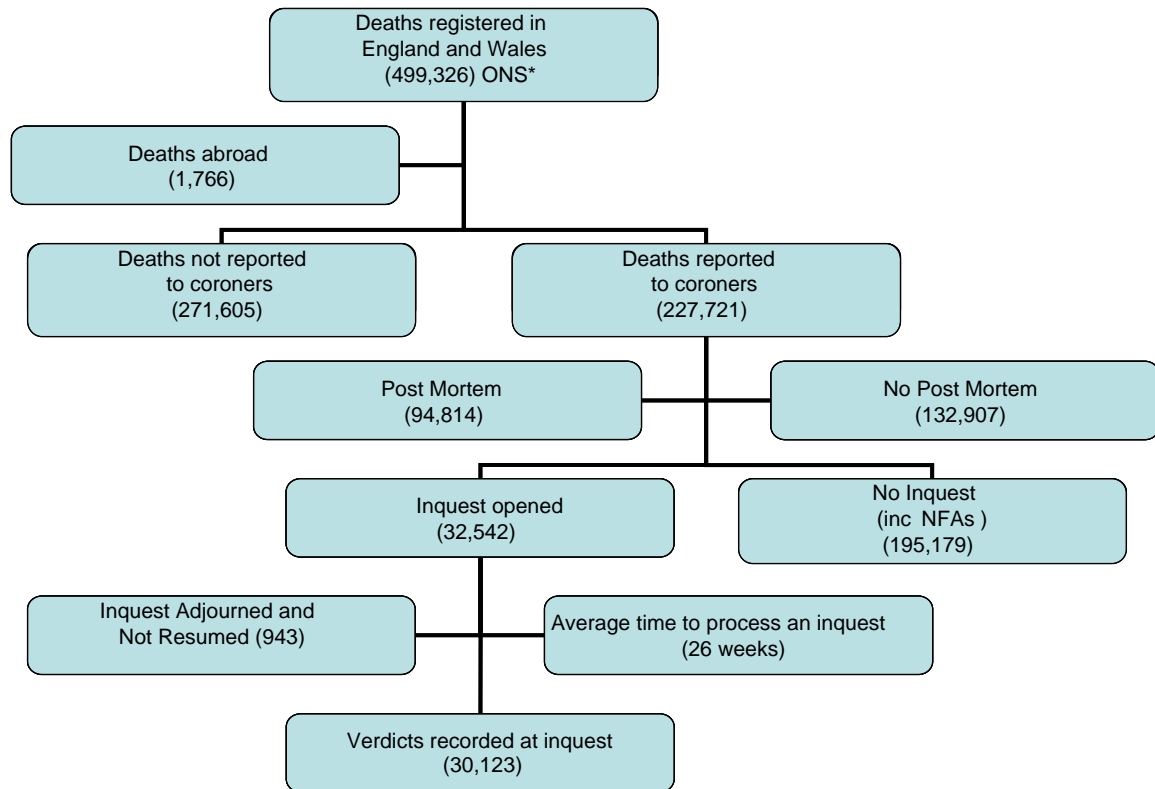 Deaths registered in
England and Wales
(499,326) ONS*
Deaths abroad
(1,766)
Deaths not reported
to coroners
(271,605)
Deaths reported
to coroners
(227,721)
Post Mortem
(94,814)
No Post Mortem
(132,907)
Inquest opened
(32,542)
No Inquest
(inc NFAs )
(195,179)
Inquest Adjourned and
Not Resumed (943)
Average time to process an inquest
(26 weeks)
Verdicts recorded at inquest
(30,123)